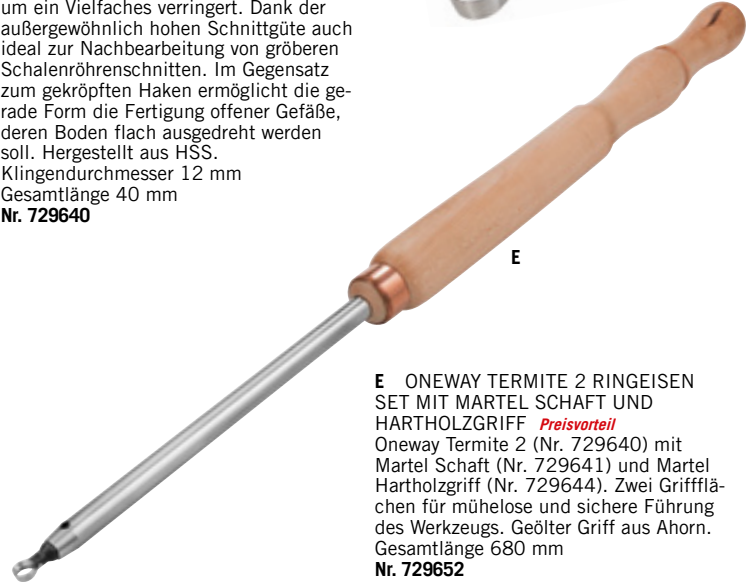 um ein Vielfaches verringert. Dank der
außergewöhnlich hohen Schnittgüte auch
ideal zur Nachbearbeitung von gröberen
Schalenröhrenschnitten. Im Gegensatz
zum gekröpften Haken ermöglicht die ge-
rade Form die Fertigung offener Gefäße,
deren Boden flach ausgedreht werden
soll. Hergestellt aus HSS.
Klingendurchmesser 12 mm
Gesamtlänge 40 mm
Nr. 729640
E
E ONEWAY TERMITE 2 RINGEISEN
SET MIT MARTEL SCHAFT UND
HARTHOLZGRIFF Preisvorteil
Oneway Termite 2 (Nr. 729640) mit
Martel Schaft (Nr. 729641) und Martel
Hartholzgriff (Nr. 729644). Zwei Griffflä-
chen für mühelose und sichere Führung
des Werkzeugs. Geölter Griff aus Ahorn.
Gesamtlänge 680 mm
Nr. 729652